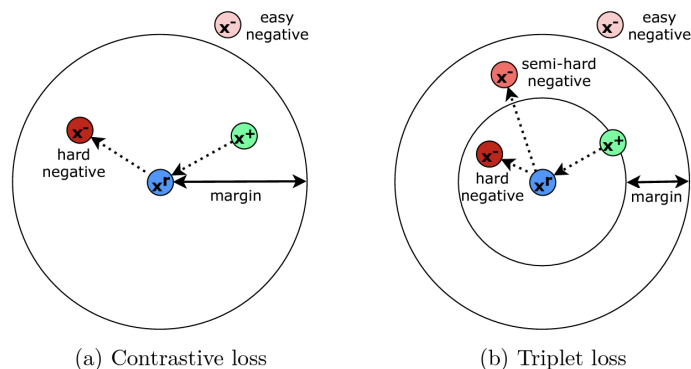 easy
negative
x⁻
x⁻
hard
negative
x⁺
xʳ
margin
(a) Contrastive loss
easy
negative
x⁻
semi-hard
negative
x⁻
x⁻
hard
negative
x⁺
xʳ
margin
(b) Triplet loss